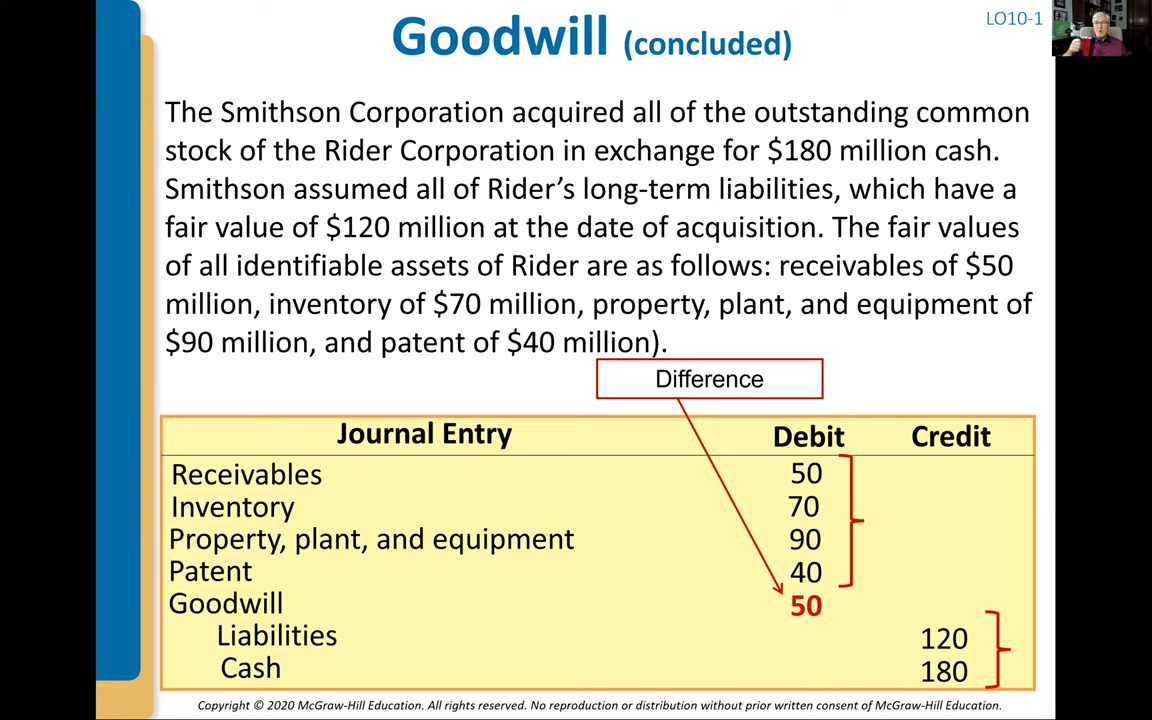 LO10-1
Goodwill (concluded)
The Smithson Corporation acquired all of the outstanding common
stock of the Rider Corporation in exchange for $180 million cash.
Smithson assumed all of Rider’s long-term liabilities, which have a
fair value of $120 million at the date of acquisition. The fair values
of all identifiable assets of Rider are as follows: receivables of $50
million, inventory of $70 million, property, plant, and equipment of
$90 million, and patent of $40 million).
Difference
Journal Entry Debit Credit
Receivables 50
Inventory 70
Property, plant, and equipment 90
Patent 40
Goodwill 50
Liabilities 120
Cash 180
Copyright © 2020 McGraw-Hill Education. All rights reserved. No reproduction or distribution without prior written consent of McGraw-Hill Education.